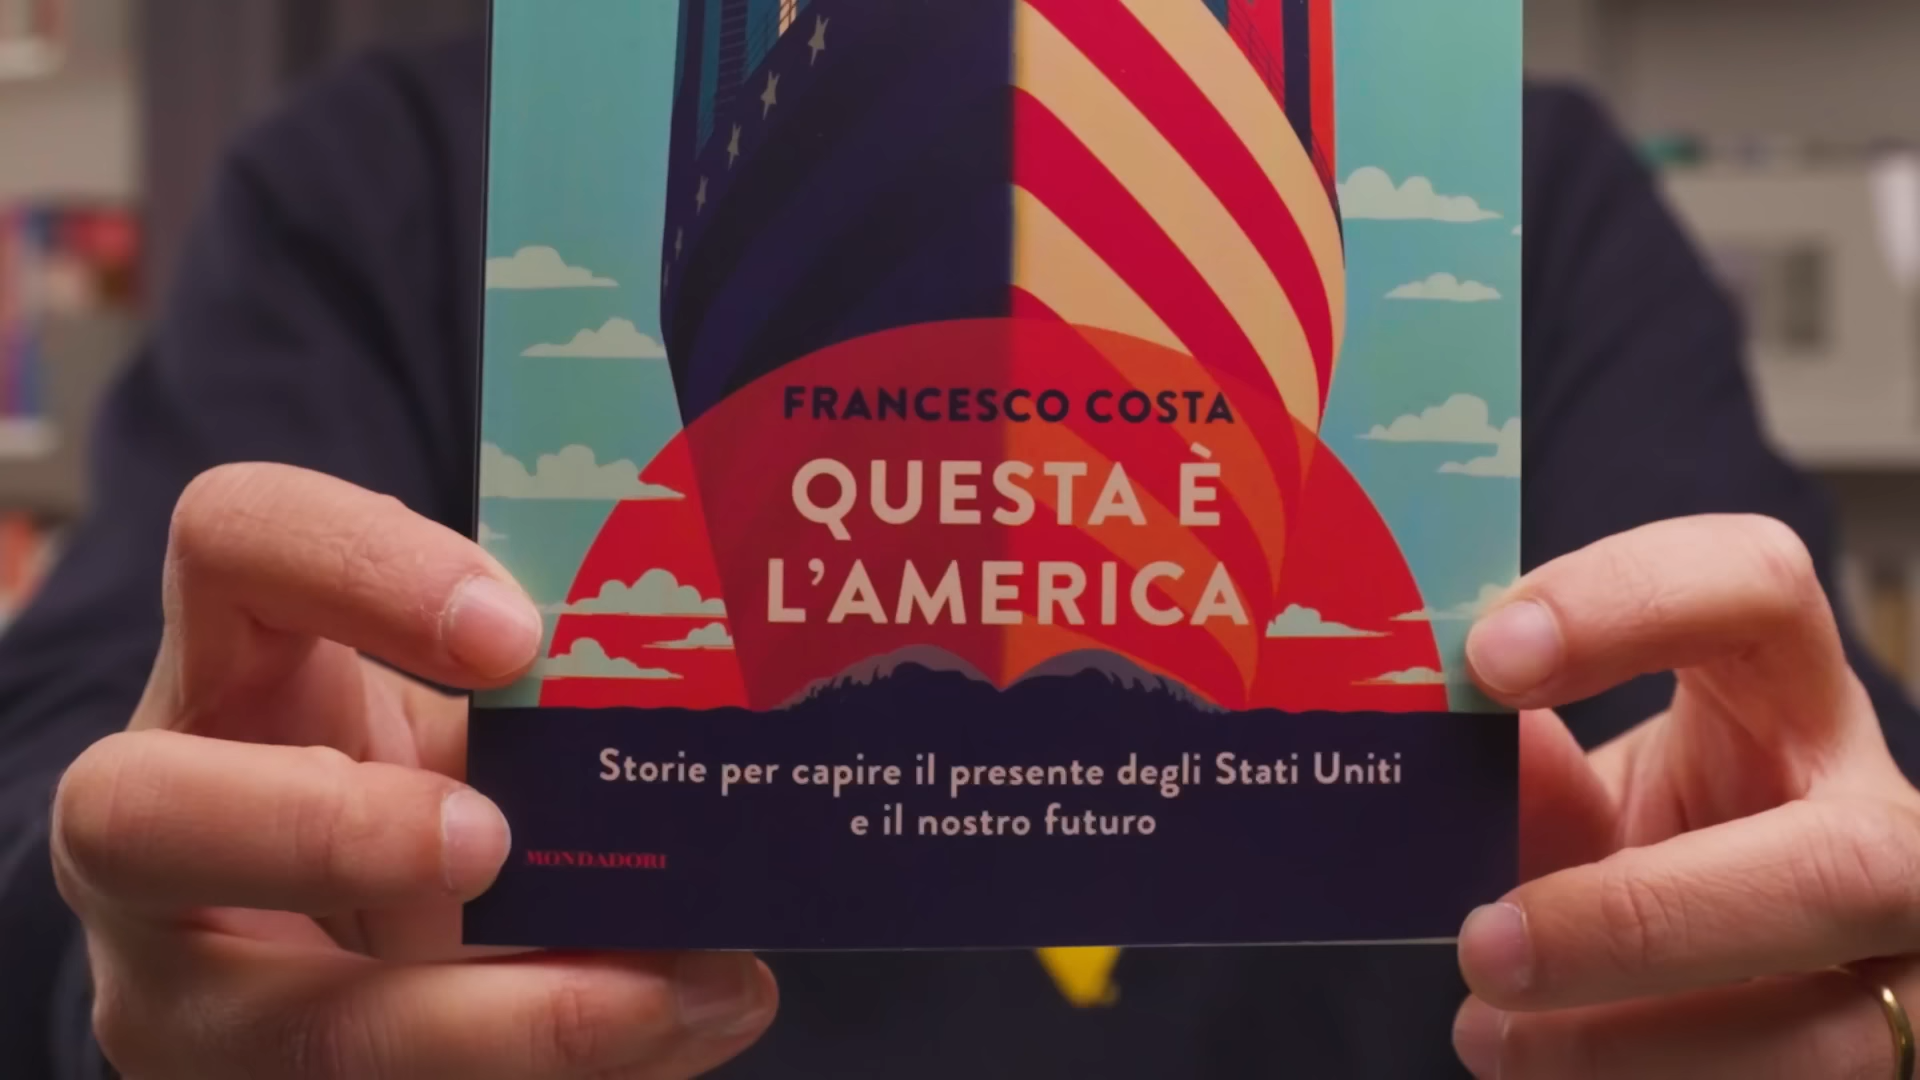 FRANCESCO COSTA
QUESTA È
L'AMERICA
Storie per capire il presente degli Stati Uniti
e il nostro futuro
MONDADORI